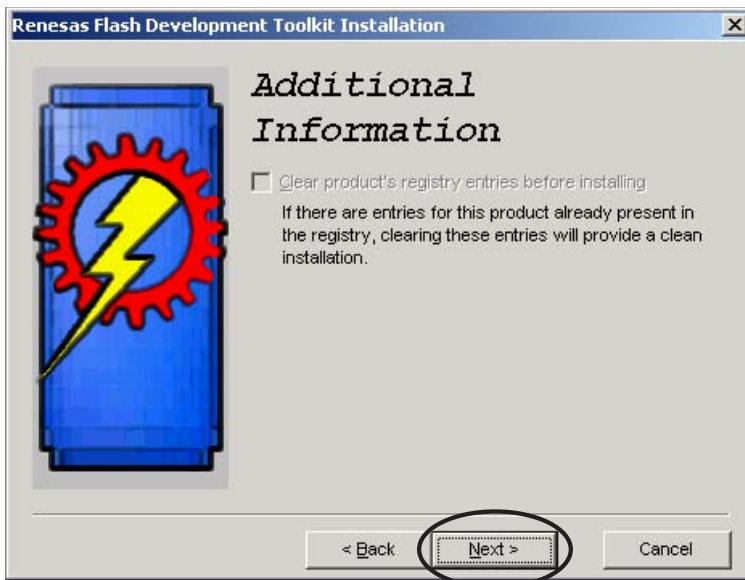 Renesas Flash Development Toolkit Installation
Additional
Information
Clear product's registry entries before installing
If there are entries for this product already present in
the registry, clearing these entries will provide a clean
installation.
< Back
Next >
Cancel